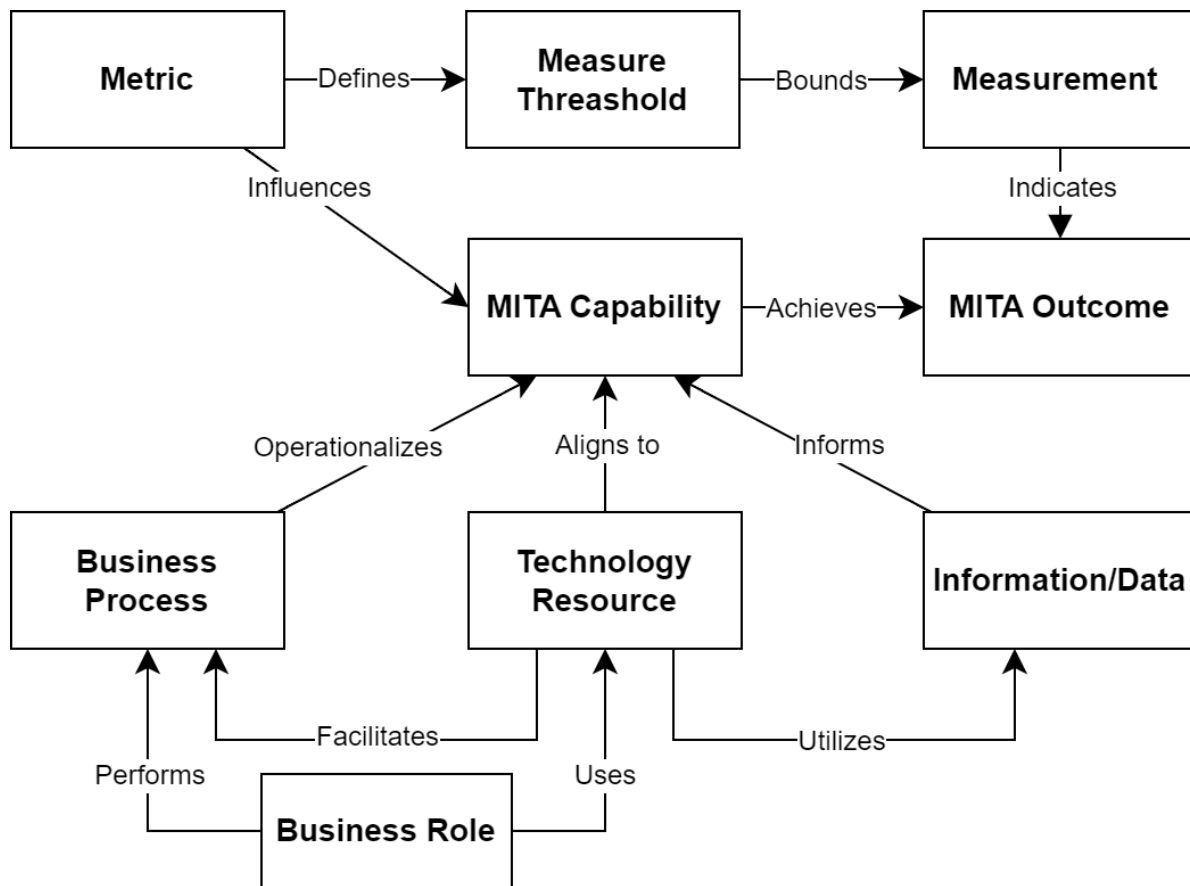 Metric
Defines
Measure
Threashold
Bounds
Measurement
Influences
Indicates
MITA Capability
Achieves
MITA Outcome
Operationalizes
Aligns to
Informs
Business
Process
Technology
Resource
Information/Data
Facilitates
Utilizes
Performs
Uses
Business Role